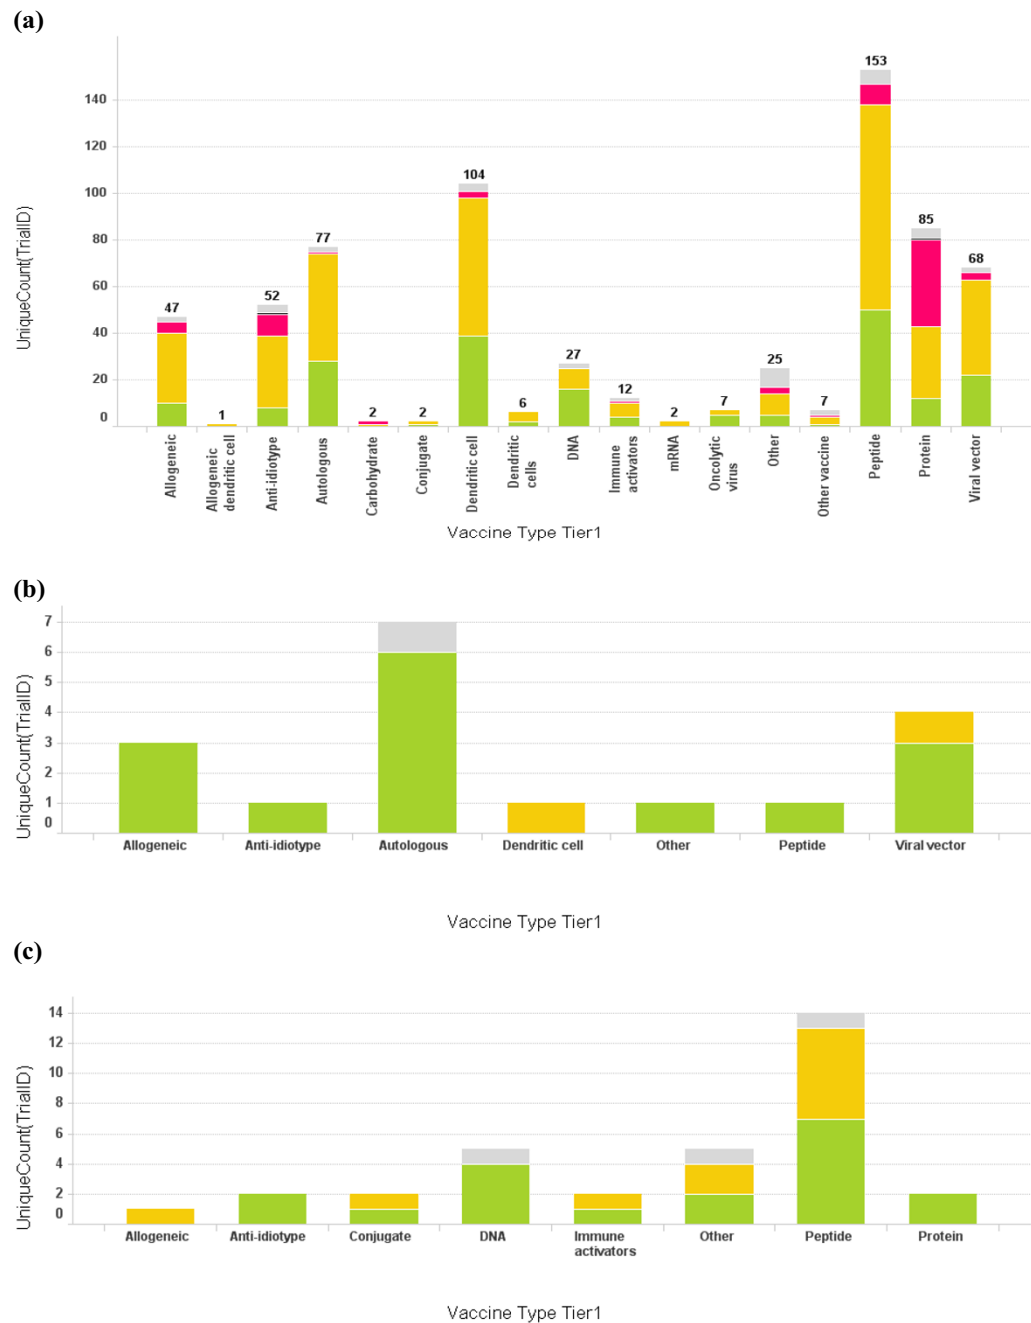 (a)
UniqueCount(TrialID)
140
120
100
80
60
40
20
0
47
1
52
77
2
2
104
6
27
12
2
7
25
7
153
85
68
Allogeneic
Allogeneic
dendritic cell
Anti-idiotype
Autologous
Carbohydrate
Conjugate
Dendritic cell
Dendritic
cells
DNA
Immune
activators
mRNA
Oncolytic
virus
Other
Other vaccine
Peptide
Protein
Viral vector
Vaccine Type Tier1
(b)
UniqueCount(TrialID)
7
6
5
4
3
2
1
0
Allogeneic
Anti-idiotype
Autologous
Dendritic cell
Other
Peptide
Viral vector
Vaccine Type Tier1
(c)
UniqueCount(TrialID)
14
12
10
8
6
4
2
0
Allogeneic
Anti-idiotype
Conjugate
DNA
Immune
activators
Other
Peptide
Protein
Vaccine Type Tier1